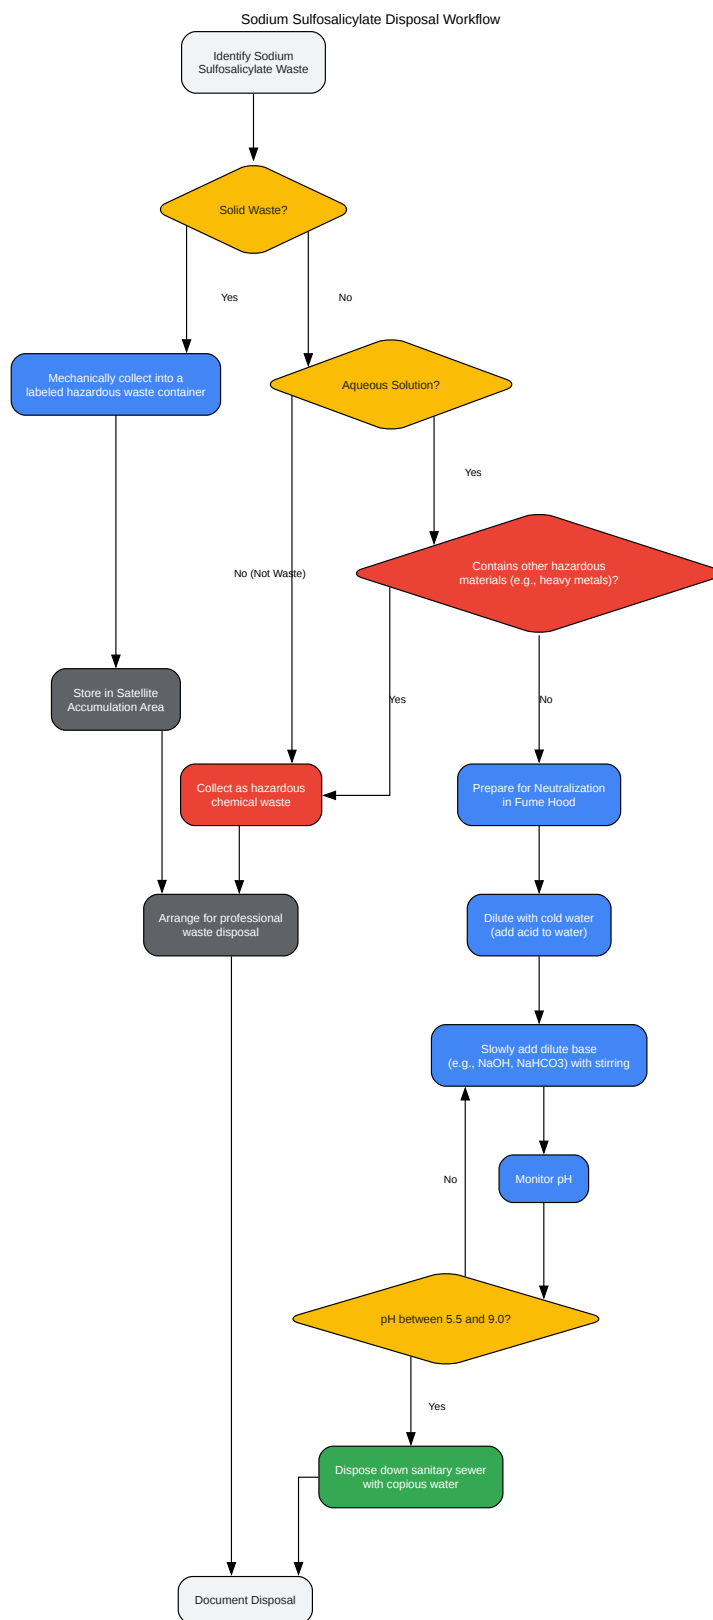 Sodium Sulfosalicylate Disposal Workflow
Identify Sodium
Sulfosalicylate Waste
Solid Waste?
Yes
No
Mechanically collect into a
labeled hazardous waste container
Aqueous Solution?
Yes
Contains other hazardous
materials (e.g., heavy metals)?
No (Not Waste)
Store in Satellite
Accumulation Area
Yes
No
Collect as hazardous
chemical waste
Prepare for Neutralization
in Fume Hood
Arrange for professional
waste disposal
Dilute with cold water
(add acid to water)
Slowly add dilute base
(e.g., NaOH, NaHCO3) with stirring
No
Monitor pH
pH between 5.5 and 9.0?
Yes
Dispose down sanitary sewer
with copious water
Document Disposal